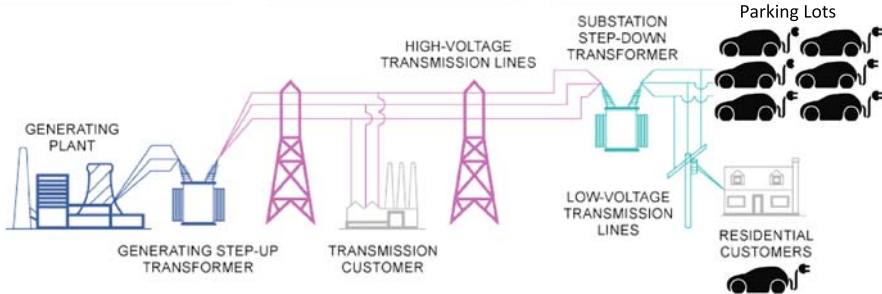 Parking Lots
SUBSTATION
STEP-DOWN
TRANSFORMER
HIGH-VOLTAGE
TRANSMISSION LINES
GENERATING
PLANT
LOW-VOLTAGE
TRANSMISSION
LINES
GENERATING STEP-UP
TRANSFORMER
TRANSMISSION
CUSTOMER
RESIDENTIAL
CUSTOMERS